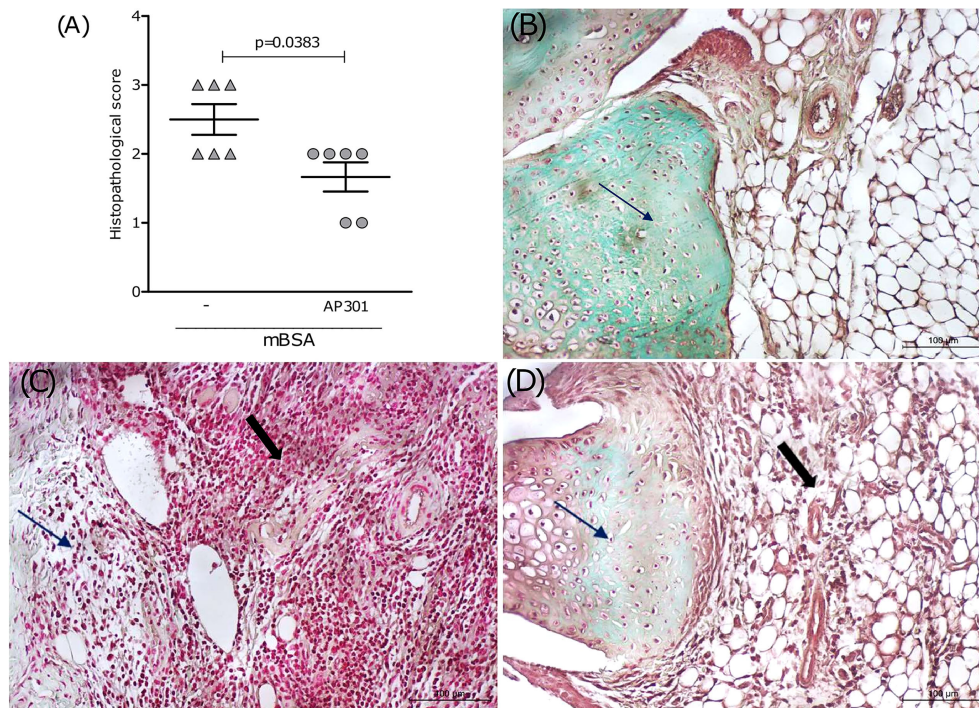 (A)
4
p=0.0383
3
2
1
0
Histopathological score
- AP301
mBSA
(B)
100 µm
(C)
100 µm
(D)
100 µm